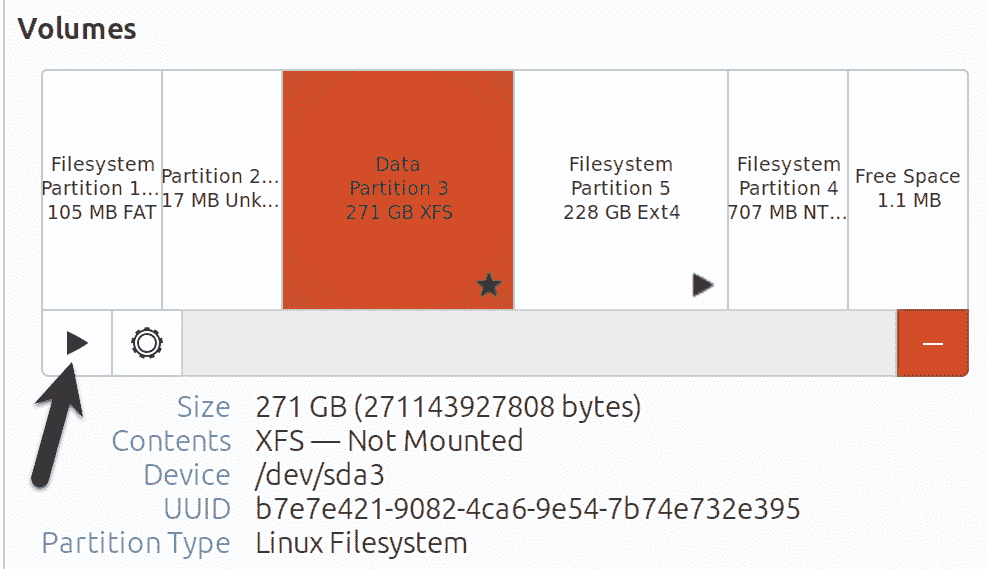 Volumes
Filesystem
Partition 1...
105 MB FAT
Partition 2...
17 MB Unk...
Data
Partition 3
271 GB XFS
Filesystem
Partition 5
228 GB Ext4
Filesystem
Partition 4
707 MB NT...
Free Space
1.1 MB
Size 271 GB (271143927808 bytes)
Contents XFS — Not Mounted
Device /dev/sda3
UUID b7e7e421-9082-4ca6-9e54-7b74e732e395
Partition Type Linux Filesystem